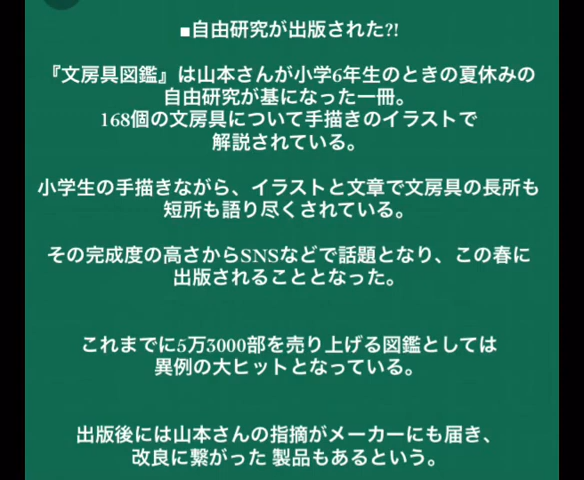 ■自由研究が出版された?!
『文房具図鑑』は山本さんが小学6年生のときの夏休みの
自由研究が基になった一冊。
168個の文房具について手描きのイラストで
解説されている。
小学生の手描きながら、イラストと文章で文房具の長所も
短所も語り尽くされている。
その完成度の高さからSNSなどで話題となり、この春に
出版されることとなった。
これまでに5万3000部を売り上げる図鑑としては
異例の大ヒットとなっている。
出版後には山本さんの指摘がメーカーにも届き、
改良に繋がった 製品もあるという。